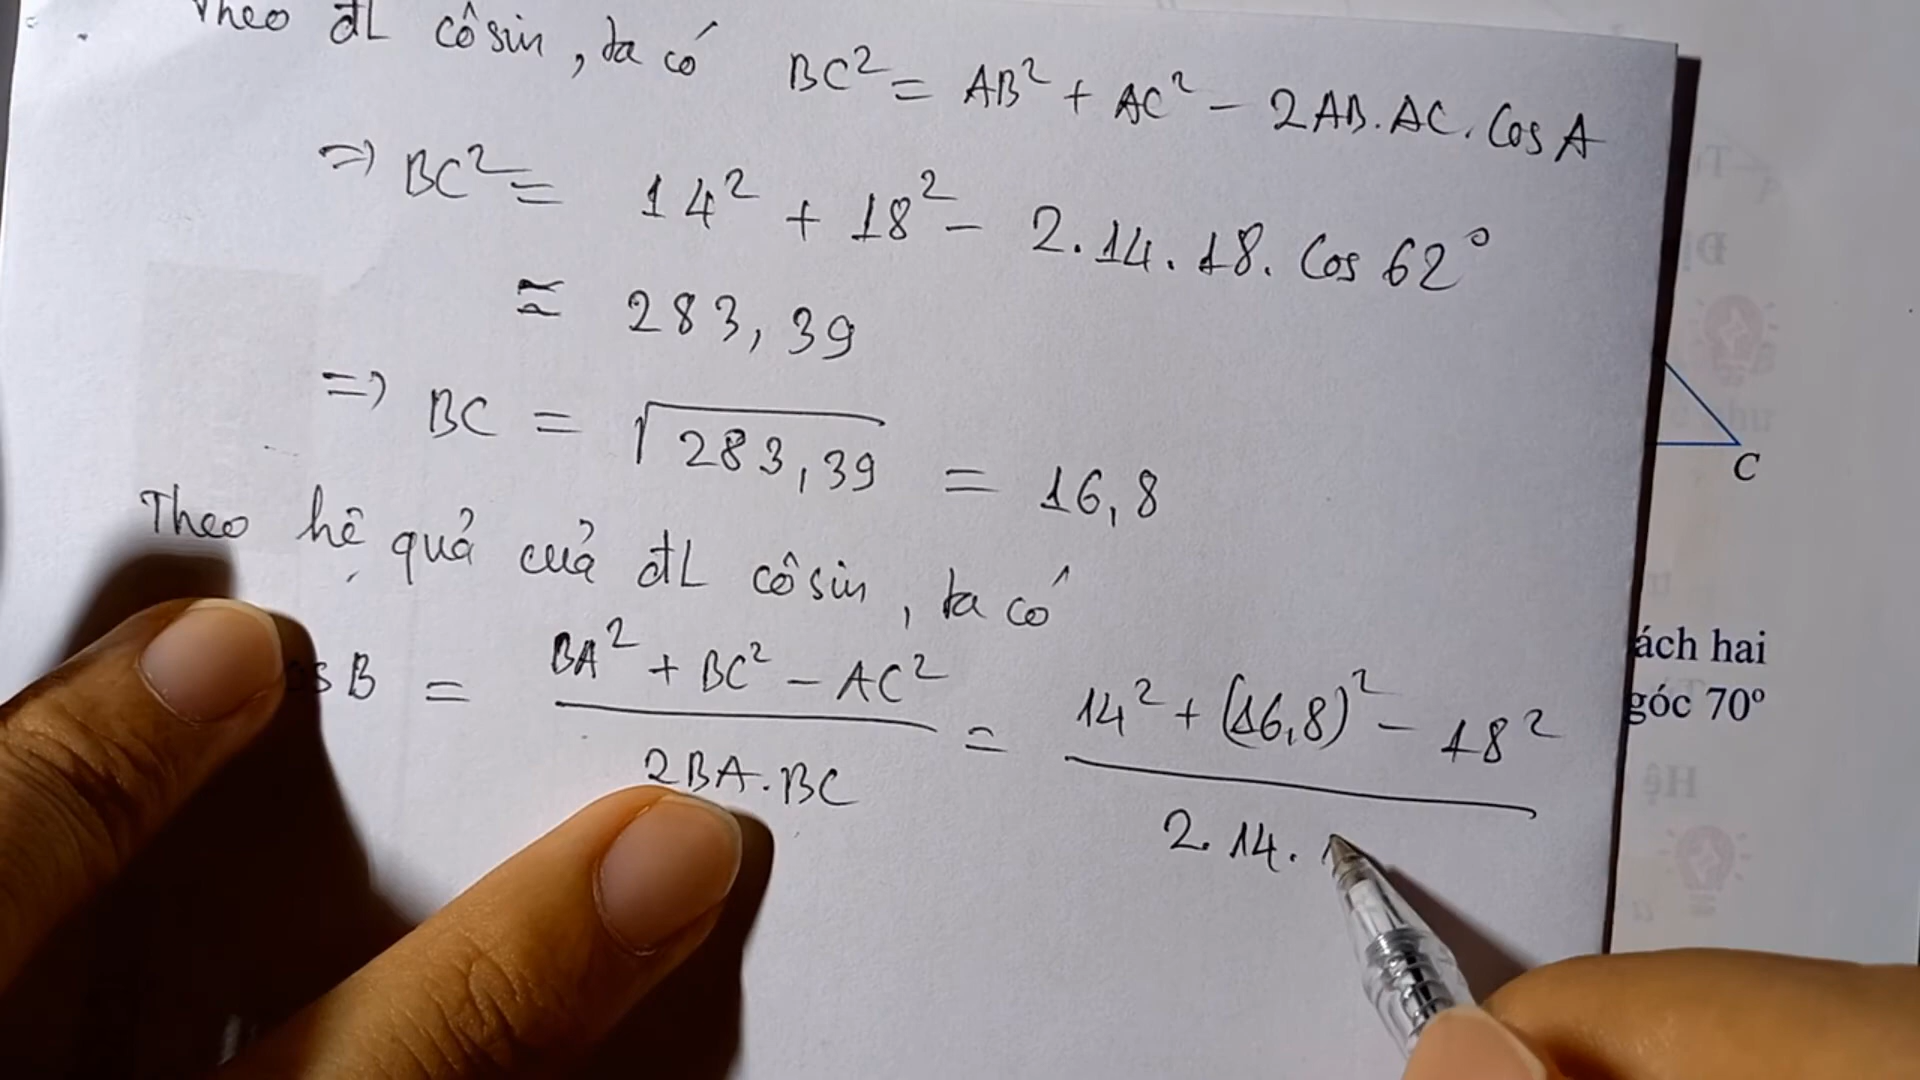 Theo đL côsin, ta có BC² = AB² + AC² - 2AB.AC.Cos A
=> BC² = 14² + 18² - 2.14.18.Cos 62°
≈ 283,39
=> BC = √283,39 = 16,8
C
Theo hệ quả của đL côsin, ta có
osB = BA² + BC² - AC² / 2BA.BC = 14² + (16,8)² - 18² / 2.14.
ách hai
góc 70º